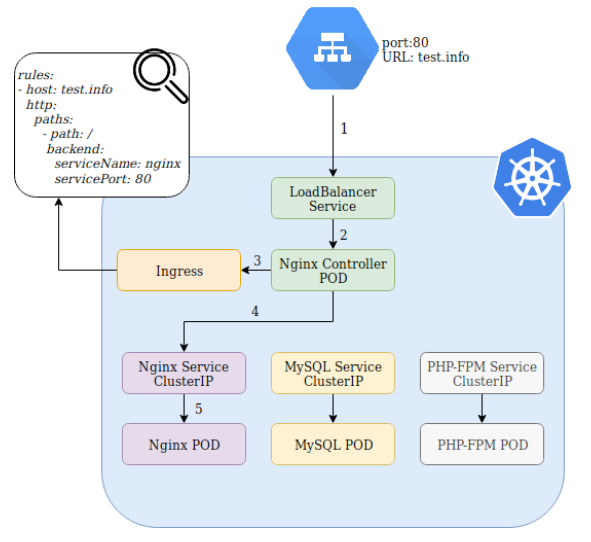 port:80
URL: test.info
rules:
- host: test.info
http:
paths:
- path: /
backend:
serviceName: nginx
servicePort: 80
1
LoadBalancer
Service
2
Nginx Controller
POD
3
Ingress
4
Nginx Service
ClusterIP
MySQL Service
ClusterIP
PHP-FPM Service
ClusterIP
5
Nginx POD
MySQL POD
PHP-FPM POD